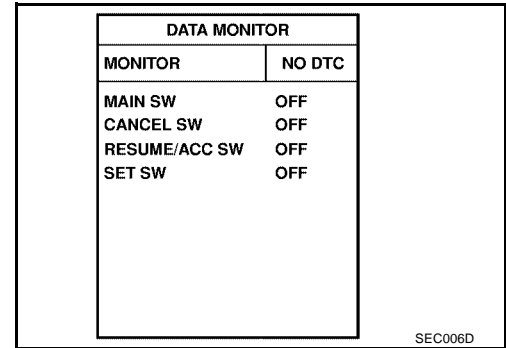 DATA MONITOR
MONITOR NO DTC
MAIN SW OFF
CANCEL SW OFF
RESUME/ACC SW OFF
SET SW OFF
SEC006D